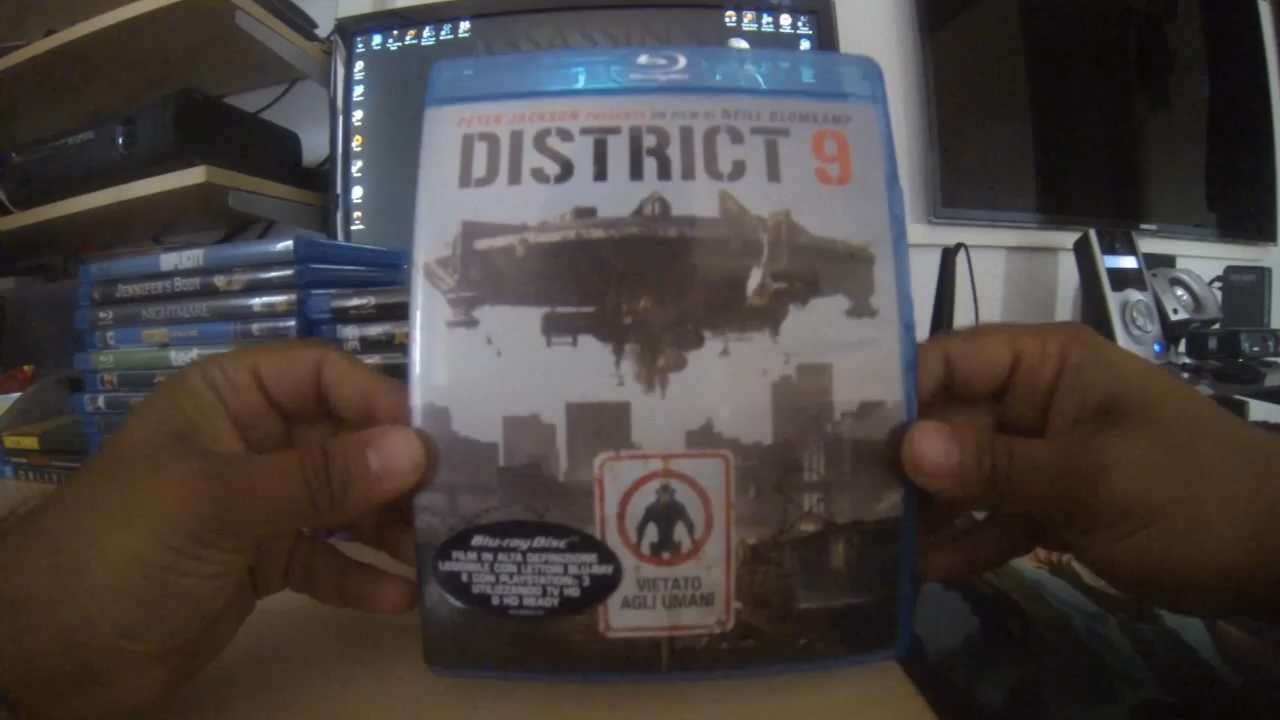 ASSASSIN
PETER JACKSON PRESENTA UN FILM DI NEILL BLOMKAMP
DISTRICT 9
JENNIFER'S BODY
NIGHTMARE
Blu-ray Disc
FILM IN ALTA DEFINIZIONE
LEGGIBILE CON LETTORI BLU-RAY
E CON PLAYSTATION® 3
UTILIZZANDO TV HD
O HD READY
VIETATO
AGLI UMANI